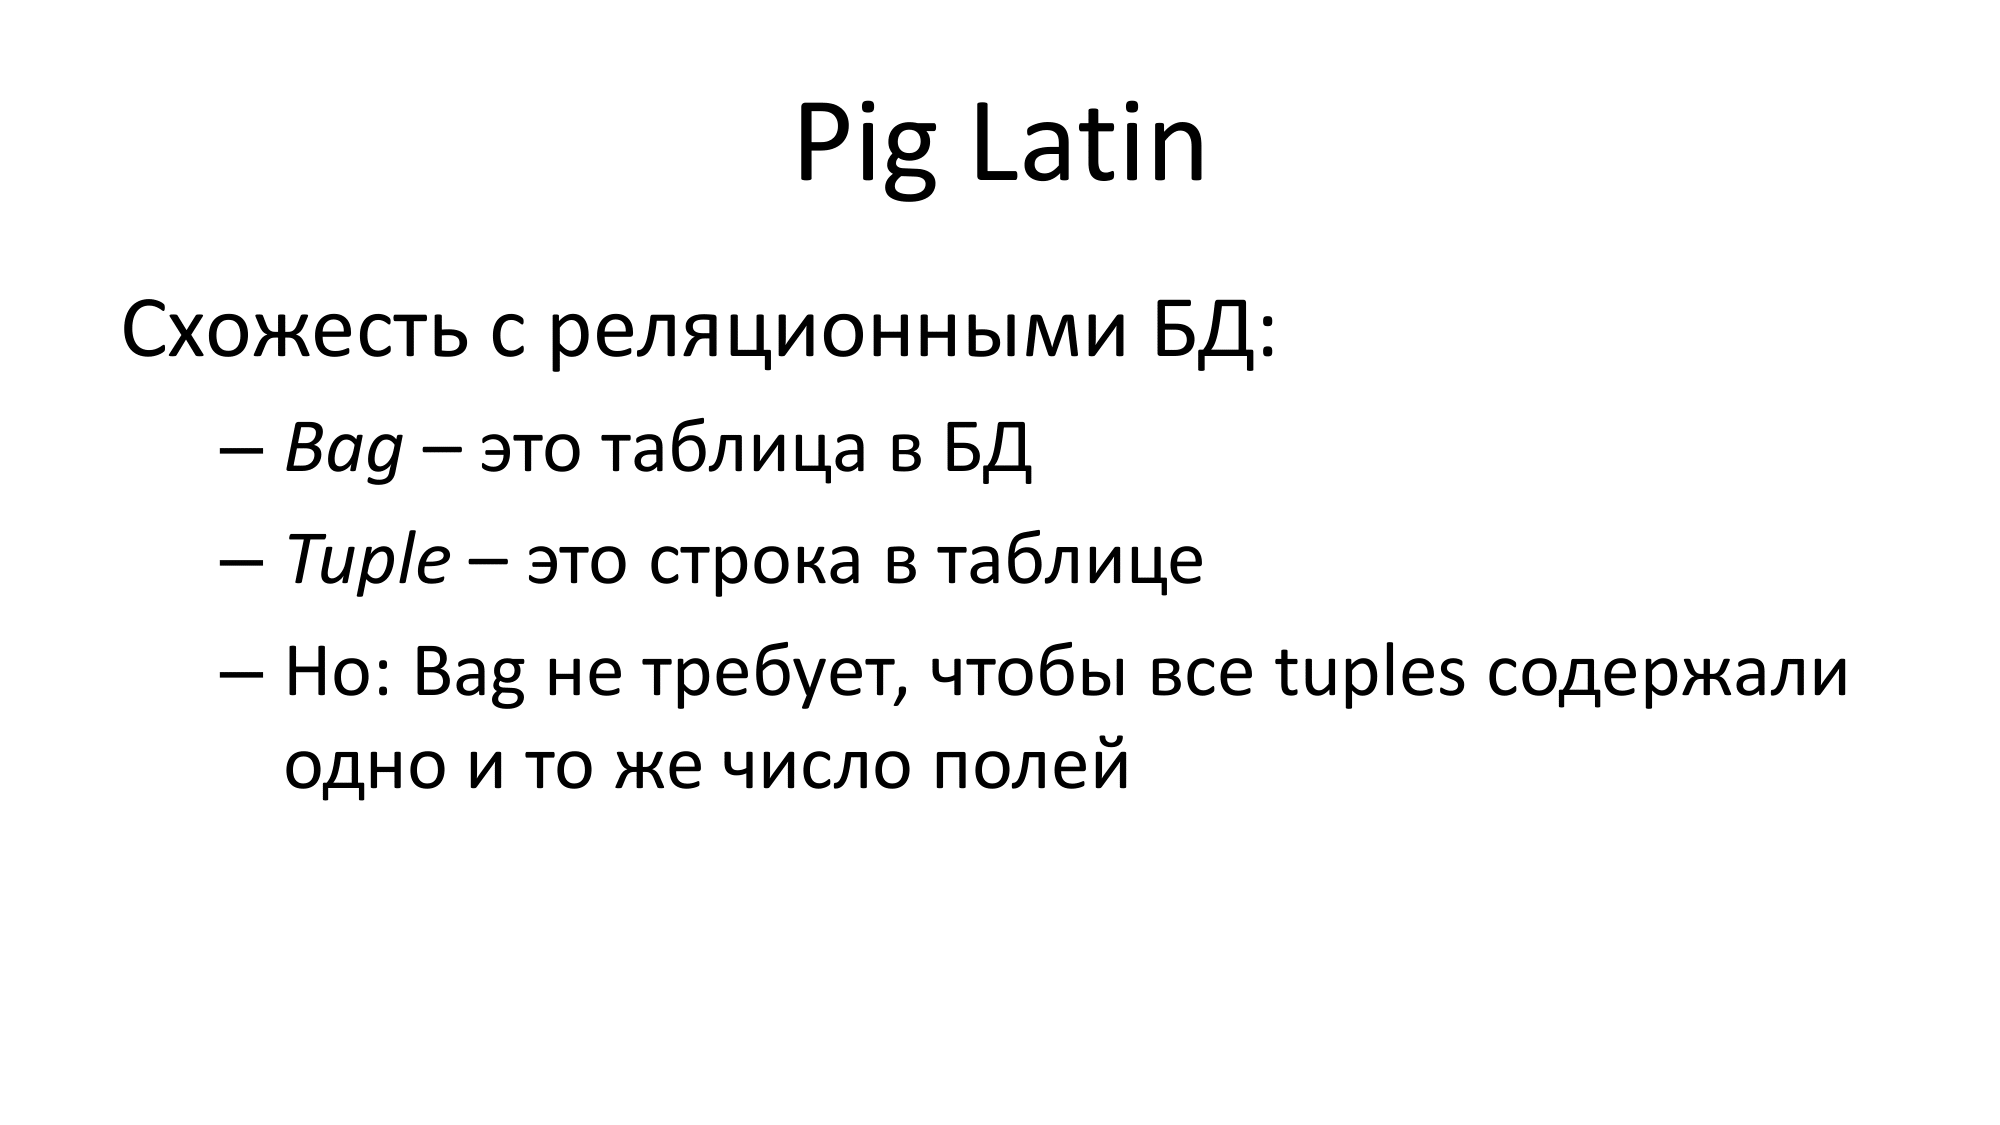 Pig Latin
Схожесть с реляционными БД:
– Bag – это таблица в БД
– Tuple – это строка в таблице
– Но: Bag не требует, чтобы все tuples содержали
одно и то же число полей